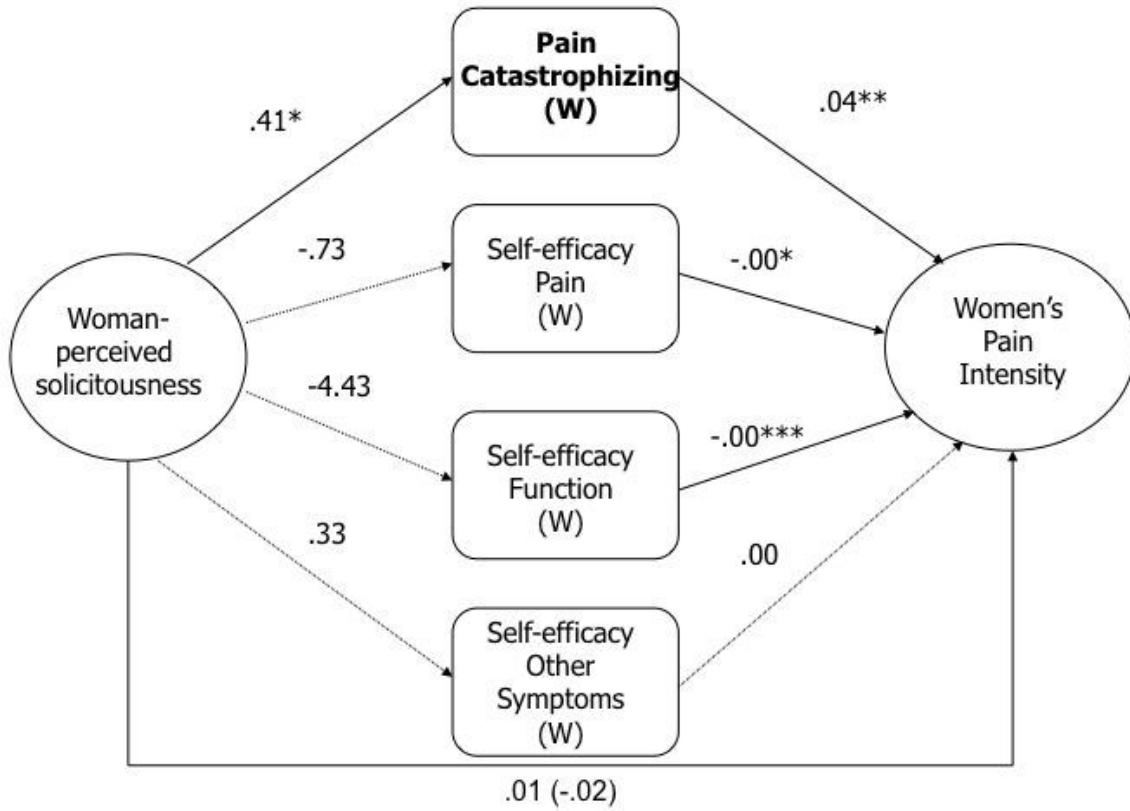 Pain
Catastrophizing
(W)
.41*
.04**
Self-efficacy
Pain
(W)
-.73
-.00*
Woman-
perceived
solicitousness
Women’s
Pain
Intensity
-4.43
-.00***
Self-efficacy
Function
(W)
.33
.00
Self-efficacy
Other
Symptoms
(W)
.01 (-.02)